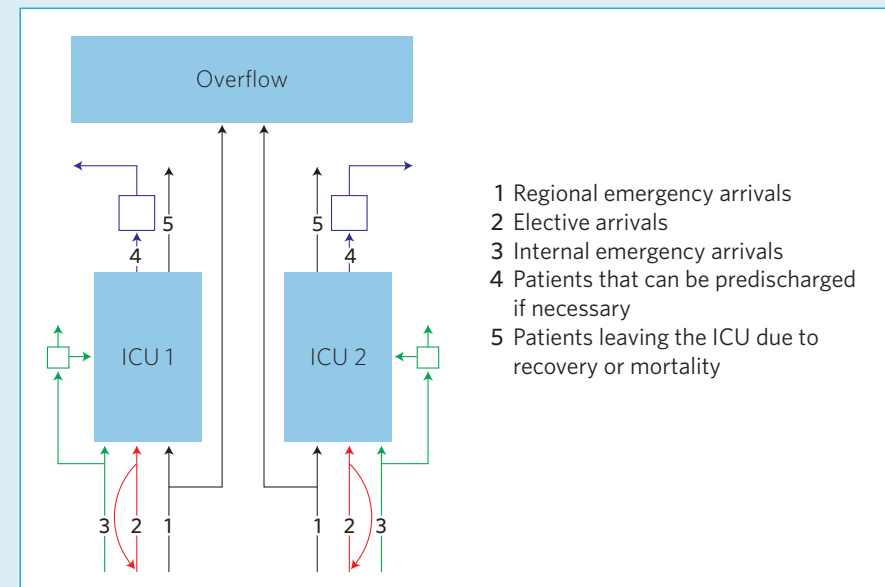 Overflow
5
5
4
4
ICU 1
ICU 2
3
2
1
1
2
3
1 Regional emergency arrivals
2 Elective arrivals
3 Internal emergency arrivals
4 Patients that can be predischarged
if necessary
5 Patients leaving the ICU due to
recovery or mortality